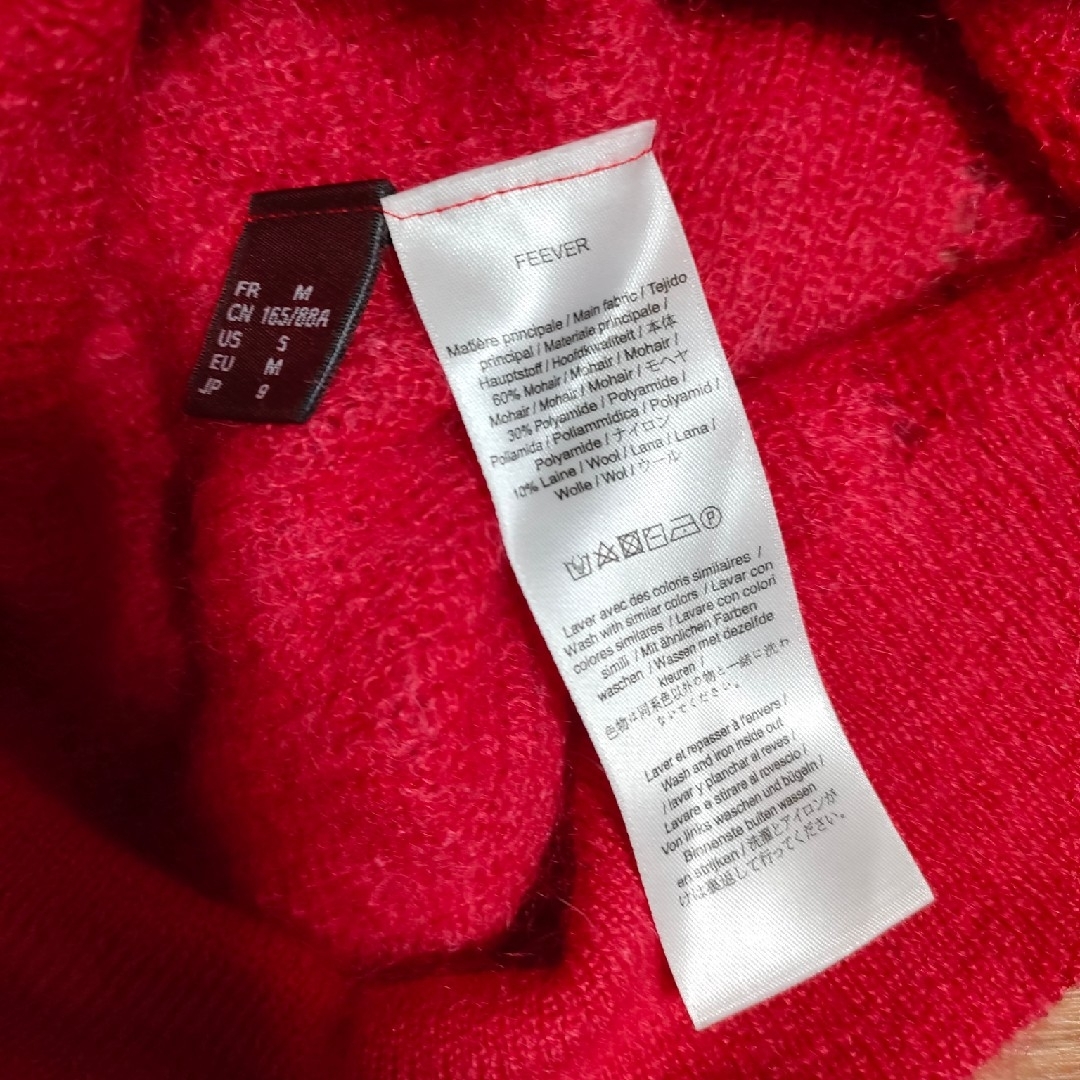 FR M
CN 165/88A
US S
EU M
JP 9
FEEVER
Matière principale / Main fabric / Tejido
principal / Materiale principale /
Hauptstoff / Hoofdkwaliteit / 本体
60% Mohair / Mohair / Mohair /
Mohair / Mohair / Mohair / モヘヤ
30% Polyamide / Polyamide /
Poliamida / Poliammidica / Polyamid /
Polyamide / ナイロン
10% Laine / Wool / Lana / Lana /
Wolle / Wol / ウール
P
Laver avec des coloris similaires /
Wash with similar colors / Lavar con
colores similares / Lavare con colori
simili / Mit ähnlichen Farben
waschen / Wassen met dezelfde
kleuren /
色物は同系色以外の物と一緒に洗わ
ないでください。
Laver et repasser à l'envers /
Wash and iron inside out
/ lavar y planchar al reves /
Lavare e stirare al rovescio /
Von links waschen und bügeln /
Binnenste buiten wassen
en strijken / 洗濯とアイロンが
けは裏返して行ってください。